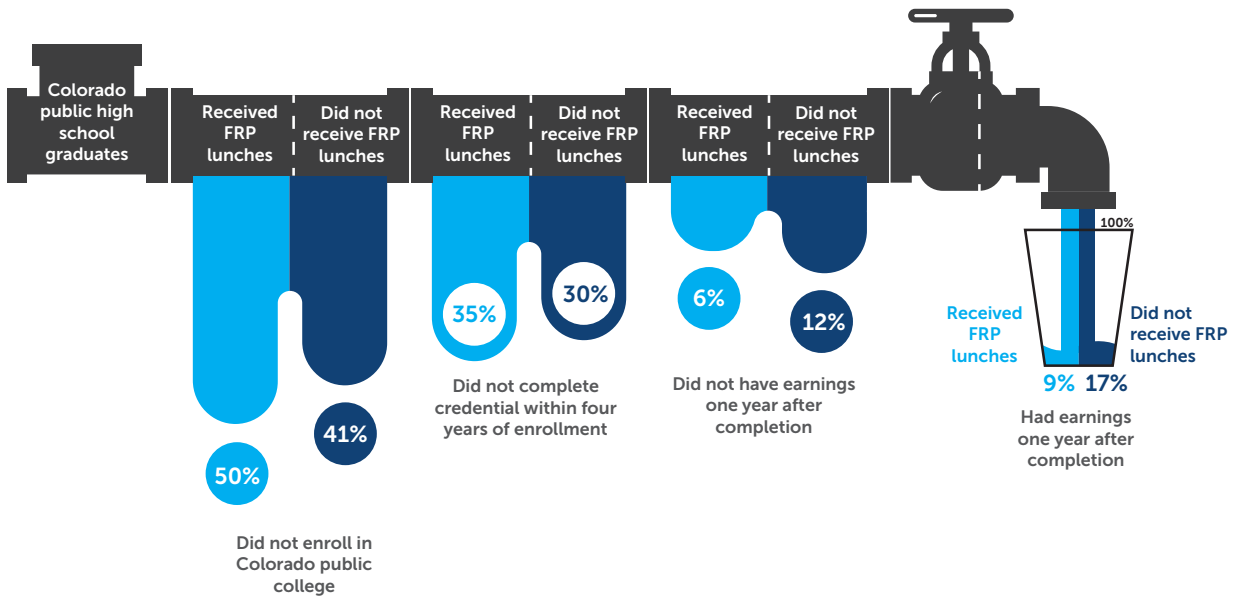 Colorado
public high
school
graduates
Received
FRP
lunches
Did not
receive FRP
lunches
50%
41%
Did not enroll in
Colorado public
college
Received
FRP
lunches
Did not
receive FRP
lunches
35%
30%
Did not complete
credential within four
years of enrollment
Received
FRP
lunches
Did not
receive FRP
lunches
6%
12%
Did not have earnings
one year after
completion
100%
Received
FRP
lunches
Did not
receive FRP
lunches
9% 17%
Had earnings
one year after
completion